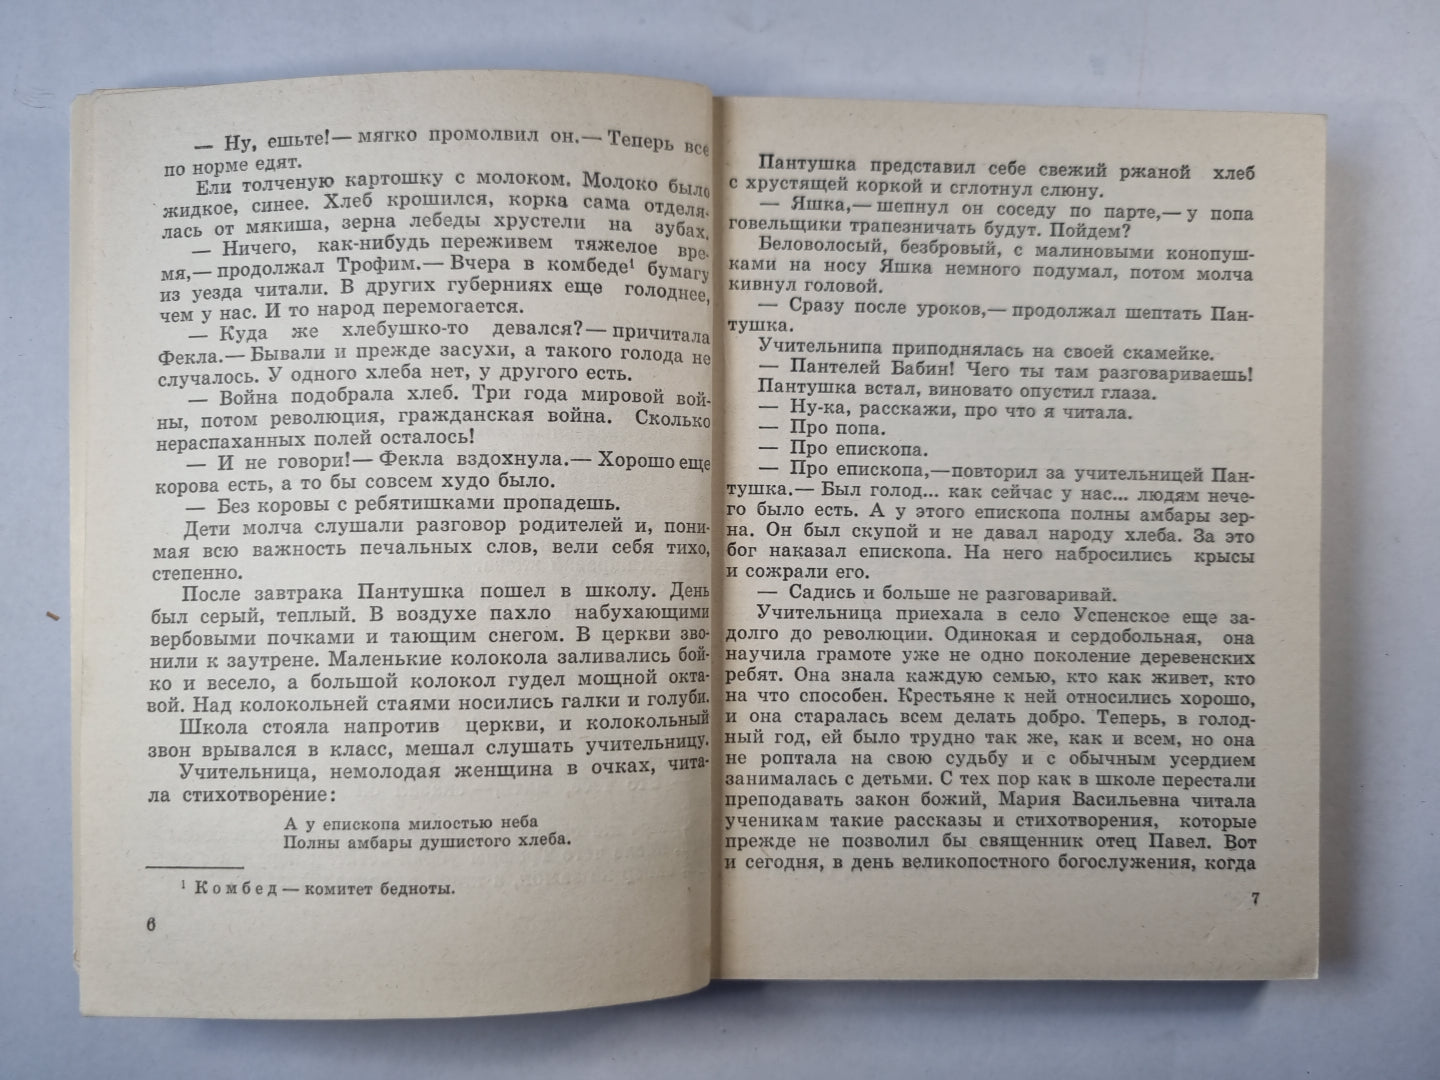 — Ну, ешьте!— мягко промолвил он.— Теперь все
по норме едят.
Ели толченую картошку с молоком. Молоко было
жидкое, синее. Хлеб крошился, корка сама отделя-
лась от мякиша, зерна лебеды хрустели на зубах.
— Ничего, как-нибудь переживем тяжелое вре-
мя,— продолжал Трофим.— Вчера в комбеде¹ бумагу
из уезда читали. В других губерниях еще голоднее,
чем у нас. И то народ перемогается.
— Куда же хлебушко-то девался?— причитала
Фекла.— Бывали и прежде засухи, а такого голода не
случалось. У одного хлеба нет, у другого есть.
— Война подобрала хлеб. Три года мировой вой-
ны, потом революция, гражданская война. Сколько
нераспаханных полей осталось!
— И не говори!— Фекла вздохнула.— Хорошо еще
корова есть, а то бы совсем худо было.
— Без коровы с ребятишками пропадешь.
Дети молча слушали разговор родителей и, пони-
мая всю важность печальных слов, вели себя тихо,
степенно.
После завтрака Пантушка пошел в школу. День
был серый, теплый. В воздухе пахло набухающими
вербовыми почками и тающим снегом. В церкви зво-
нили к заутрене. Маленькие колокола заливались бой-
ко и весело, а большой колокол гудел мощной окта-
вой. Над колокольней стаями носились галки и голуби.
Школа стояла напротив церкви, и колокольный
звон врывался в класс, мешал слушать учительницу.
Учительница, немолодая женщина в очках, чита-
ла стихотворение:
А у епископа милостью неба
Полны амбары душистого хлеба.
¹ Комбед — комитет бедноты.
6
Пантушка представил себе свежий ржаной хлеб
с хрустящей коркой и сглотнул слюну.
— Яшка,— шепнул он соседу по парте,— у попа
говельщики трапезничать будут. Пойдем?
Беловолосый, безбровый, с малиновыми конопуш-
ками на носу Яшка немного подумал, потом молча
кивнул головой.
— Сразу после уроков,— продолжал шептать Пан-
тушка.
Учительнипа приподнялась на своей скамейке.
— Пантелей Бабин! Чего ты там разговариваешь!
Пантушка встал, виновато опустил глаза.
— Ну-ка, расскажи, про что я читала.
— Про попа.
— Про епископа.
— Про епископа,—повторил за учительницей Пан-
тушка.— Был голод... как сейчас у нас... людям нече-
го было есть. А у этого епископа полны амбары зер-
на. Он был скупой и не давал народу хлеба. За это
бог наказал епископа. На него набросились крысы
и сожрали его.
— Садись и больше не разговаривай.
Учительница приехала в село Успенское еще за-
долго до революции. Одинокая и сердобольная, она
научила грамоте уже не одно поколение деревенских
ребят. Она знала каждую семью, кто как живет, кто
на что способен. Крестьяне к ней относились хорошо,
и она старалась всем делать добро. Теперь, в голод-
ный год, ей было трудно так же, как и всем, но она
не роптала на свою судьбу и с обычным усердием
занималась с детьми. С тех пор как в школе перестали
преподавать закон божий, Мария Васильевна читала
ученикам такие рассказы и стихотворения, которые
прежде не позволил бы священник отец Павел. Вот
и сегодня, в день великопостного богослужения, когда
7